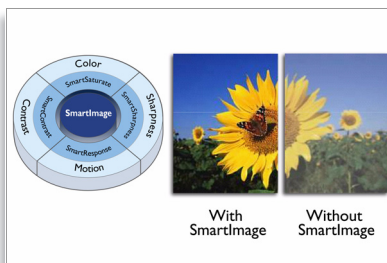 Color
SmartSaturate
Contrast
SmartContrast
SmartImage
SmartSharpness
Sharpness
SmartResponse
Motion
With
SmartImage
Without
SmartImage